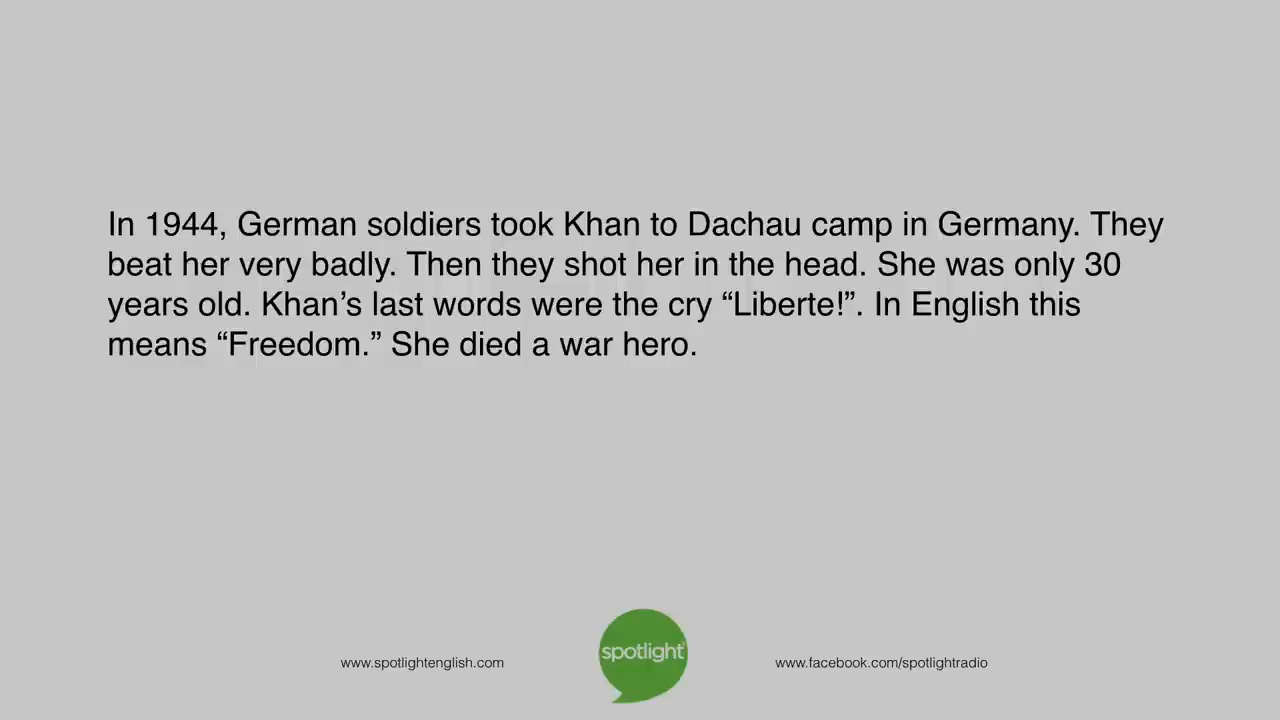 In 1944, German soldiers took Khan to Dachau camp in Germany. They
beat her very badly. Then they shot her in the head. She was only 30
years old. Khan’s last words were the cry “Liberte!”. In English this
means “Freedom.” She died a war hero.
www.spotlightenglish.com
spotlight
www.facebook.com/spotlightradio